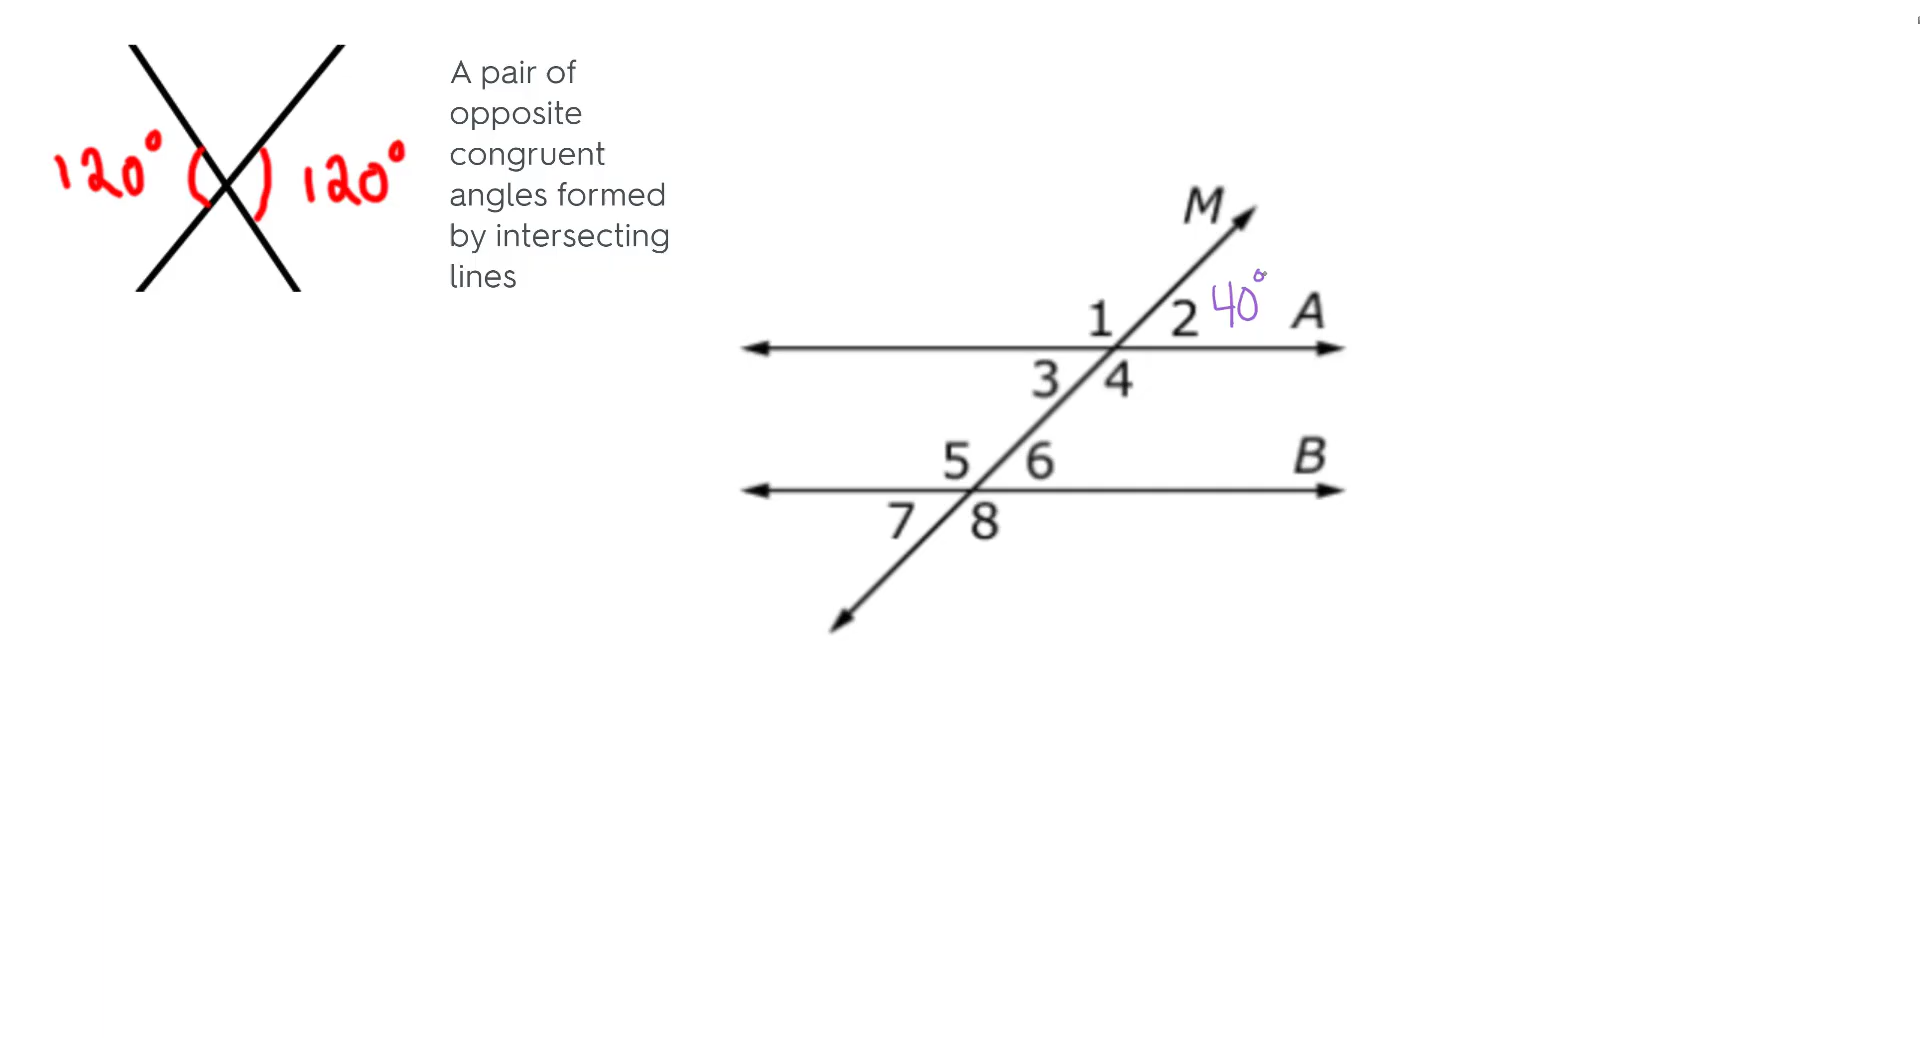 120°
120°
A pair of
opposite
congruent
angles formed
by intersecting
lines
M
1 2 40° A
3 4
5 6 B
7 8